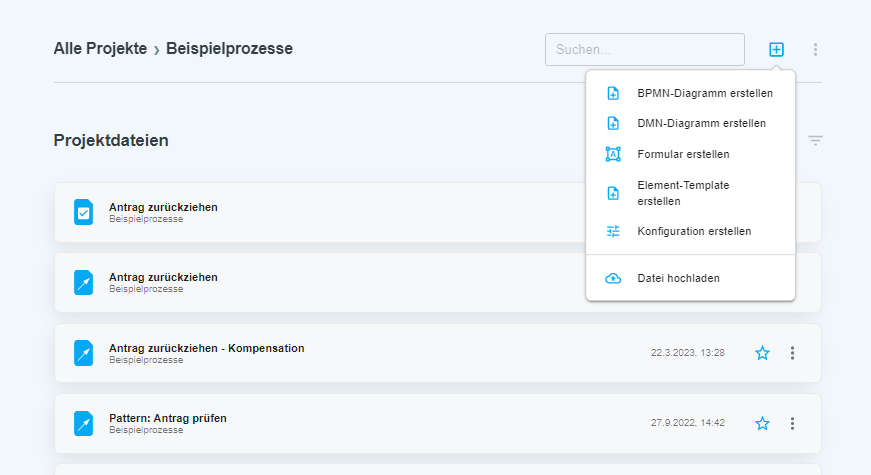 Alle Projekte › Beispielprozesse
Suchen...
BPMN-Diagramm erstellen
DMN-Diagramm erstellen
Formular erstellen
Element-Template
erstellen
Konfiguration erstellen
Datei hochladen
Projektdateien
Antrag zurückziehen
Beispielprozesse
Antrag zurückziehen
Beispielprozesse
Antrag zurückziehen - Kompensation
Beispielprozesse
22.3.2023, 13:28
Pattern: Antrag prüfen
Beispielprozesse
27.9.2022, 14:42